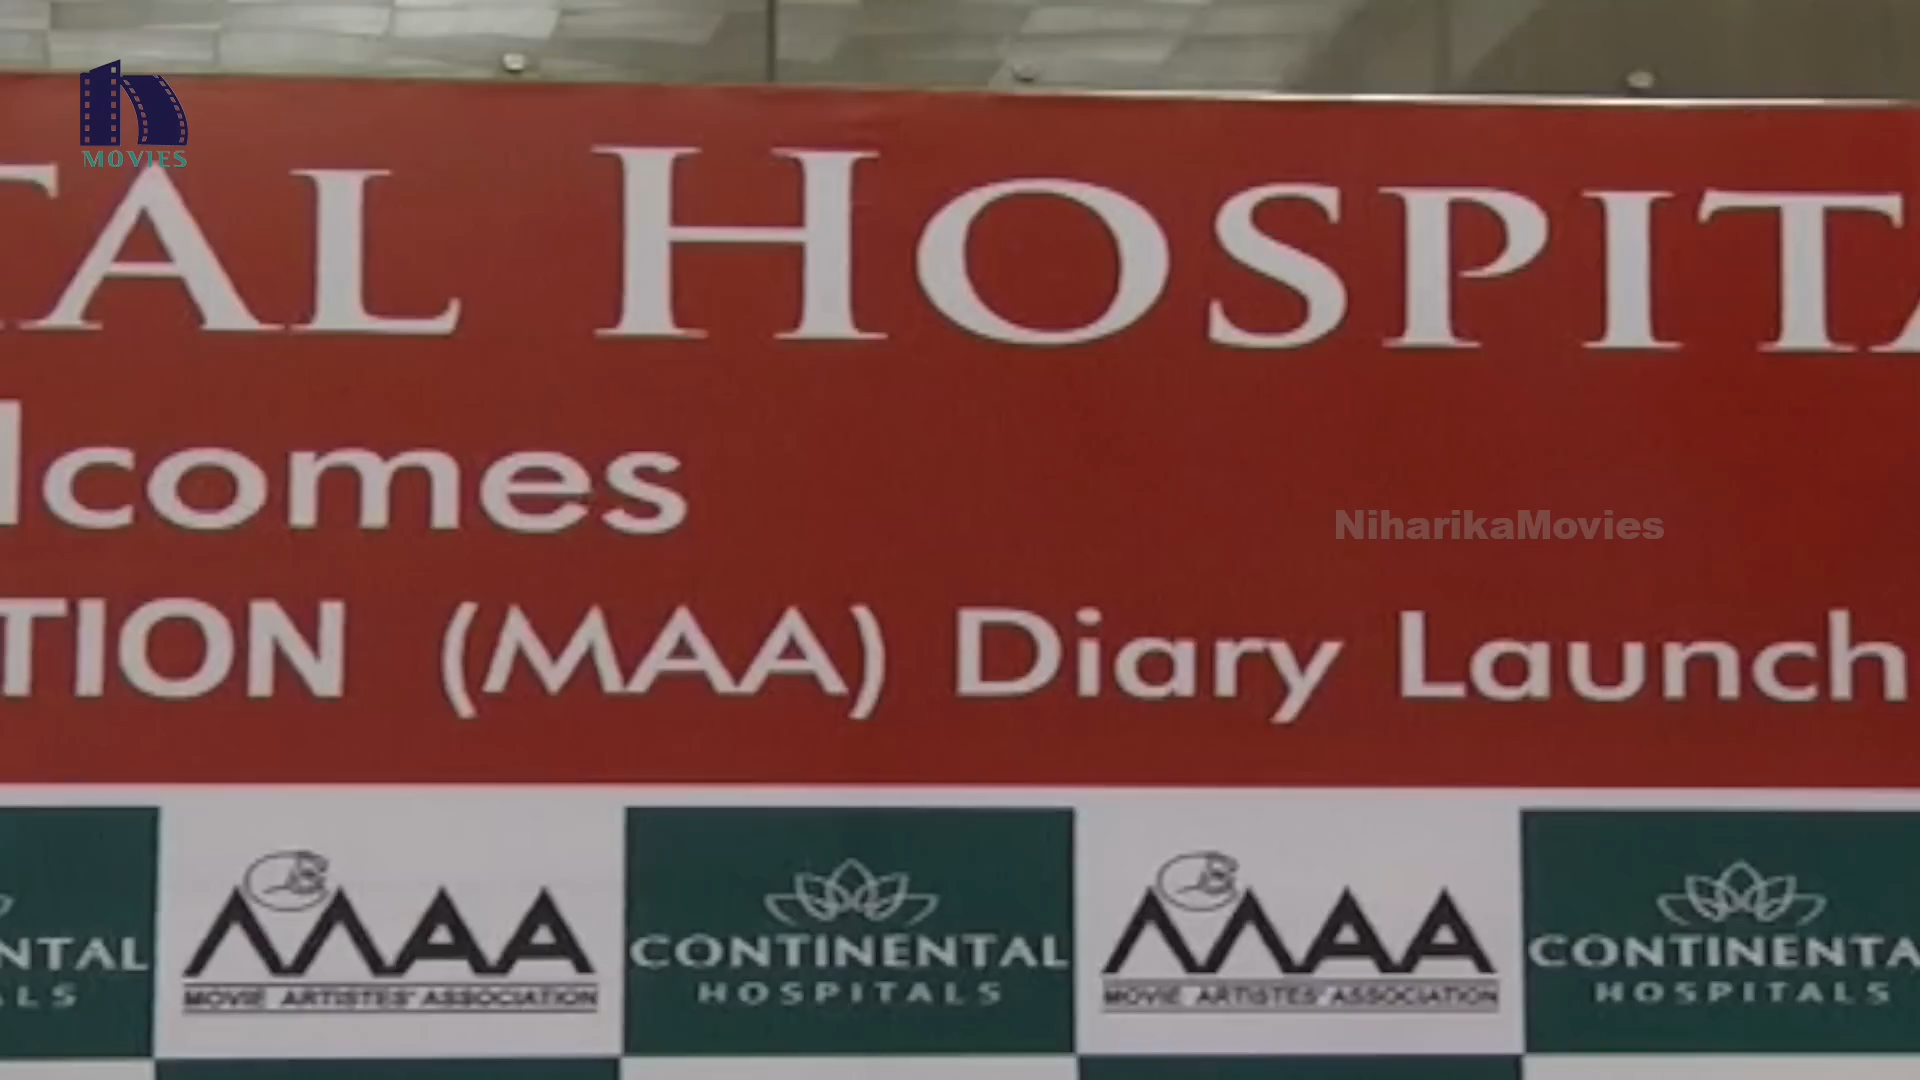 MOVIES
TAL HOSPITA
lcomes
NiharikaMovies
TION (MAA) Diary Launch
NTAL
LS
MAA
MOVIE ARTISTES' ASSOCIATION
CONTINENTAL
HOSPITALS
MAA
MOVIE ARTISTES' ASSOCIATION
CONTINENTA
HOSPITALS